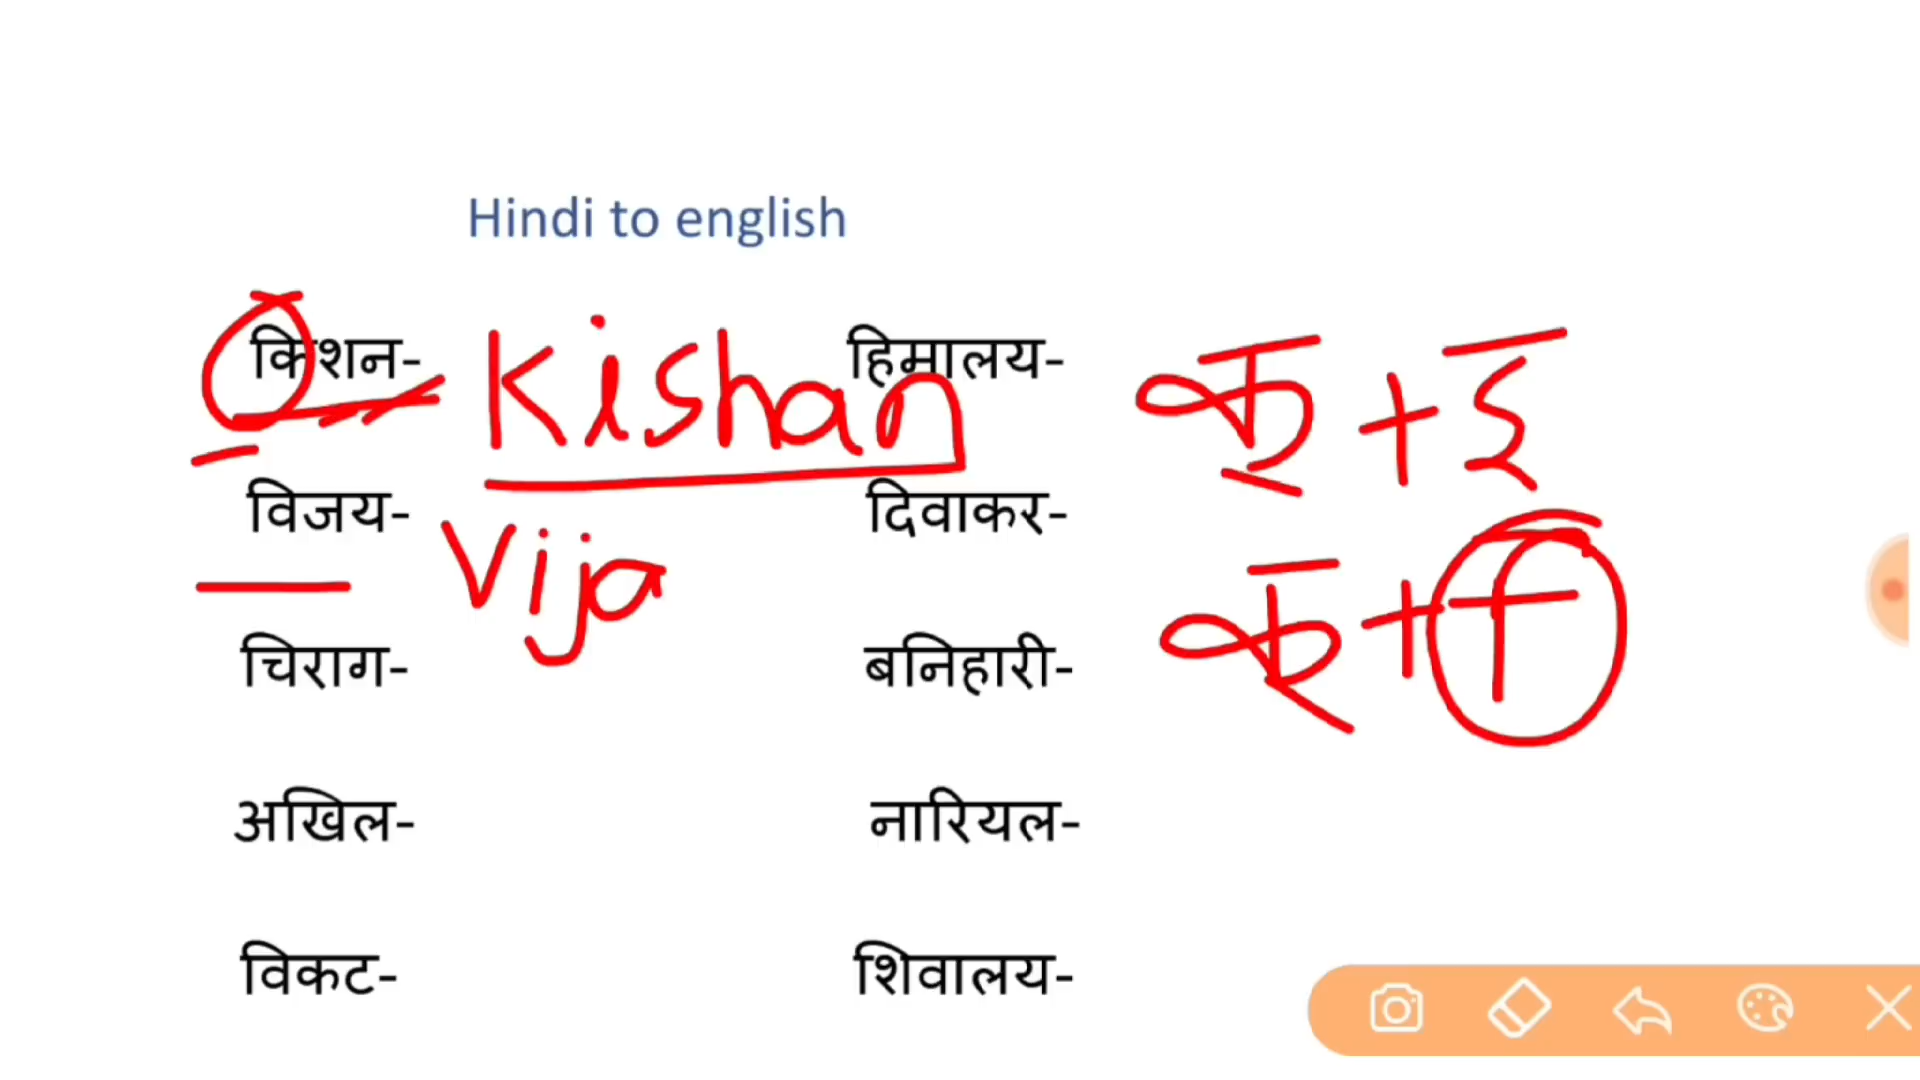 Hindi to english
किशन- Kishan हिमालय- क + इ
विजय- Vija दिवाकर-
क + ि
चिराग- बनिहारी-
अखिल- नारियल-
विकट- शिवालय-